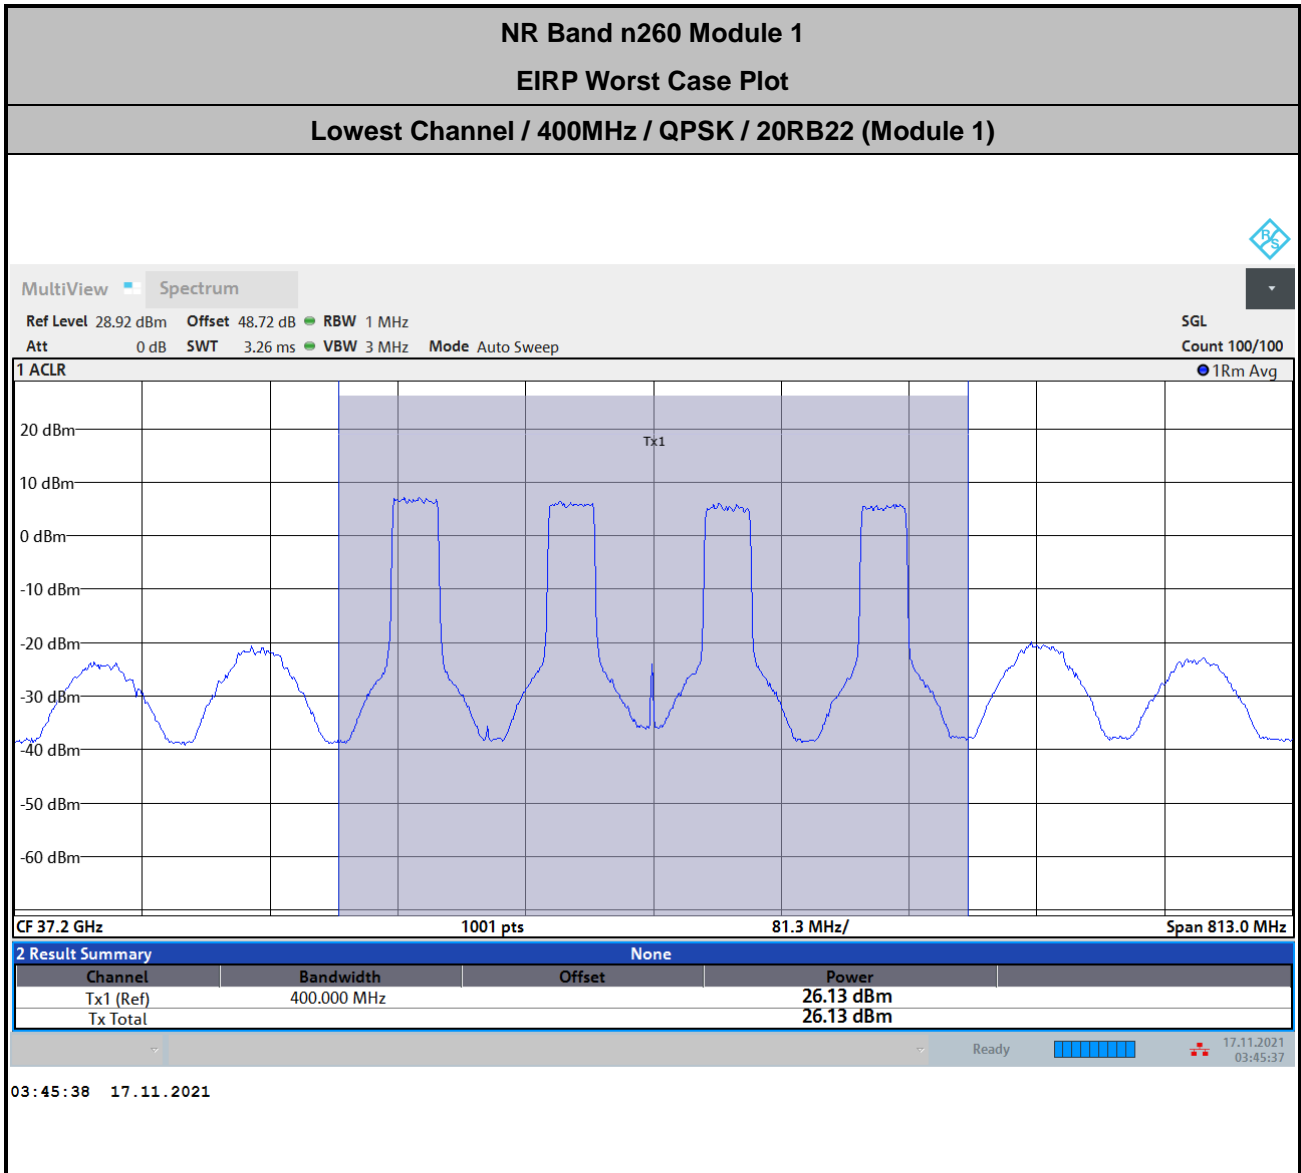 NR Band n260 Module 1
EIRP Worst Case Plot
Lowest Channel / 400MHz / QPSK / 20RB22 (Module 1)
R&S
MultiView Spectrum
Ref Level 28.92 dBm Offset 48.72 dB RBW 1 MHz SGL
Att 0 dB SWT 3.26 ms VBW 3 MHz Mode Auto Sweep Count 100/100
1 ACLR 1Rm Avg
20 dBm
Tx1
10 dBm
0 dBm
-10 dBm
-20 dBm
-30 dBm
-40 dBm
-50 dBm
-60 dBm
CF 37.2 GHz 1001 pts 81.3 MHz/ Span 813.0 MHz
2 Result Summary None
Channel Bandwidth Offset Power
Tx1 (Ref) 400.000 MHz 26.13 dBm
Tx Total 26.13 dBm
Ready 17.11.2021
03:45:37
03:45:38 17.11.2021